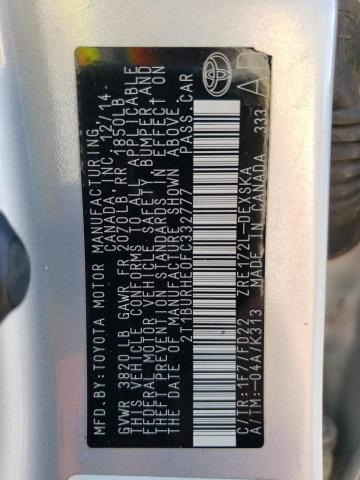 MFD.BY:TOYOTA MOTOR MANUFACTURING
CANADA, INC. 12/14
GVWR 3820LB GAWR FR 2070LB, RR 1850LB
THIS VEHICLE CONFORMS TO ALL APPLICABLE
FEDERAL MOTOR VEHICLE SAFETY, BUMPER, AND
THEFT PREVENTION STANDARDS IN EFFECT ON
THE DATE OF MANUFACTURE SHOWN ABOVE.
2T1BURHE0FC332777 PASS.CAR
C/TR:1F7/FD22 ZRE172L-DEXSKA
A/TM:-04A/K313 MADE IN CANADA 333
TOYOTA